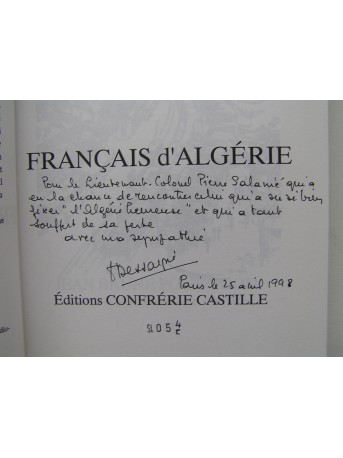 FRANÇAIS d'ALGÉRIE
Pour le Lieutenant-Colonel Pierre Salamé qui a
eu la chance de rencontrer celui qui a su si bien
fixer "l'Algérie heureuse" et qui a tant
souffert de sa perte
avec ma sympathie
Paris le 25 avril 1998
Éditions CONFRÉRIE CASTILLE
054